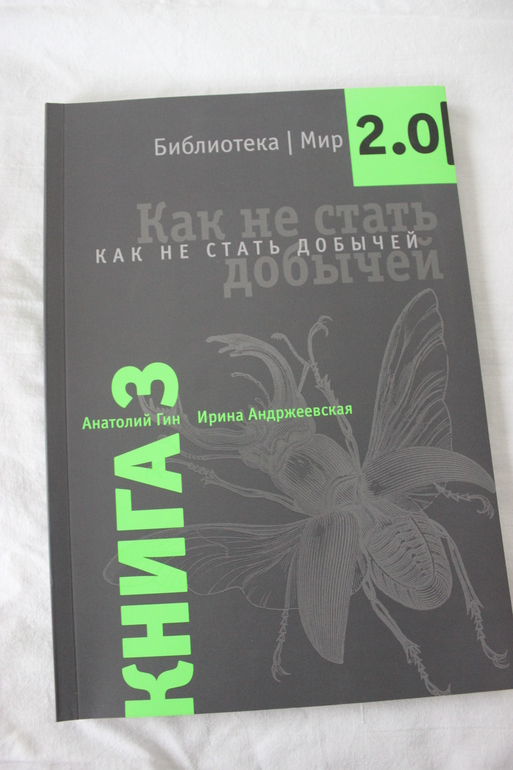 Библиотека | Мир 2.0
Как не стать
КАК НЕ СТАТЬ ДОБЫЧЕЙ
добычей
Анатолий Гин Ирина Андржеевская
КНИГА 3